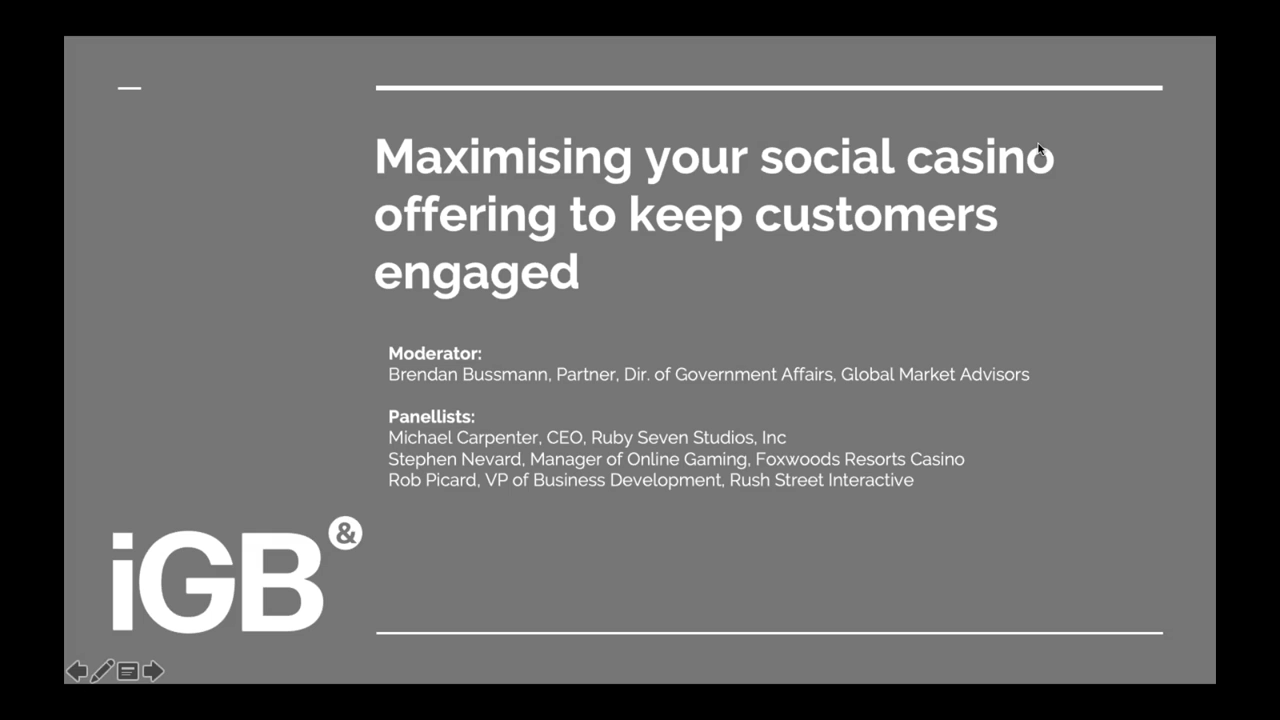 Maximising your social casino
offering to keep customers
engaged
Moderator:
Brendan Bussmann, Partner, Dir. of Government Affairs, Global Market Advisors
Panellists:
Michael Carpenter, CEO, Ruby Seven Studios, Inc
Stephen Nevard, Manager of Online Gaming, Foxwoods Resorts Casino
Rob Picard, VP of Business Development, Rush Street Interactive
iGB &